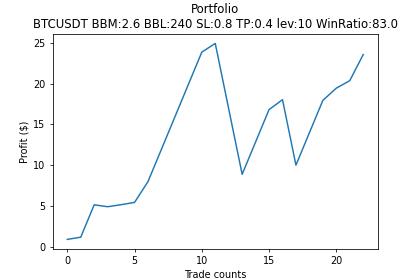 Portfolio
BTCUSDT BBM:2.6 BBL:240 SL:0.8 TP:0.4 lev:10 WinRatio:83.0
25
20
15
10
5
0
Profit ($)
0 5 10 15 20
Trade counts